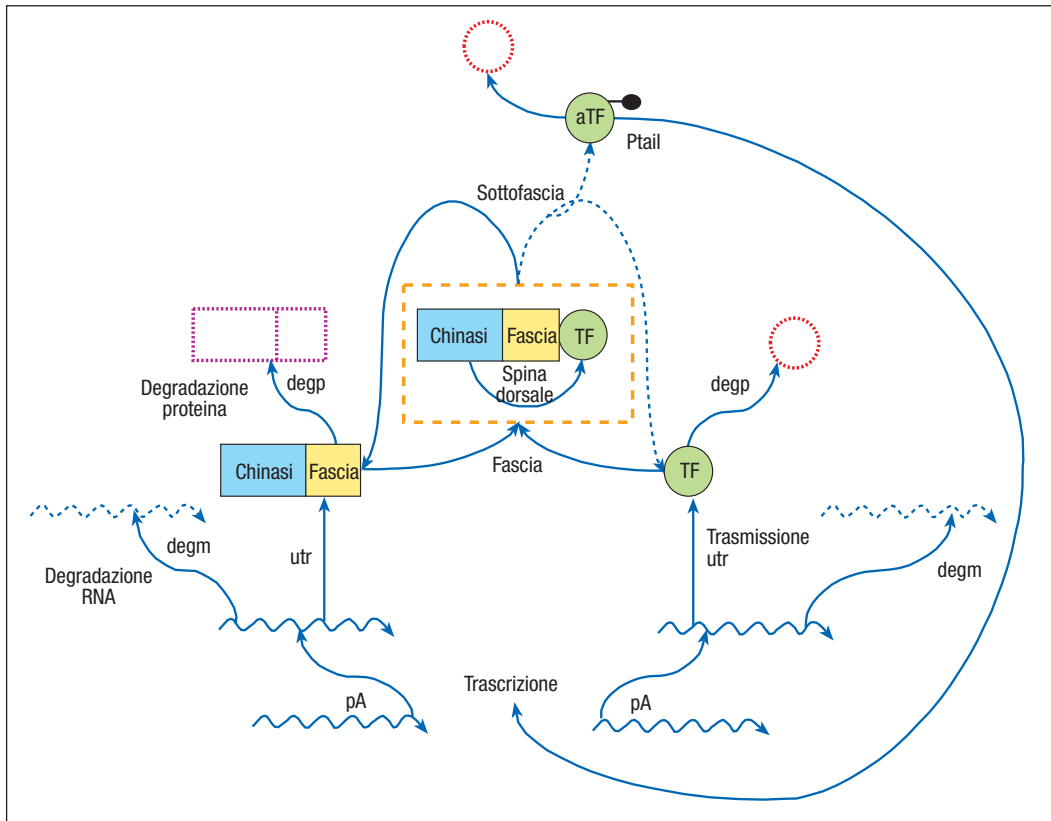 aTF
Ptail
Sottofascia
Chinasi
Fascia
TF
Spina
dorsale
degp
Degradazione
proteina
degp
Fascia
Chinasi
Fascia
TF
degm
utr
Trasmissione
utr
degm
Degradazione
RNA
Trascrizione
pA
pA